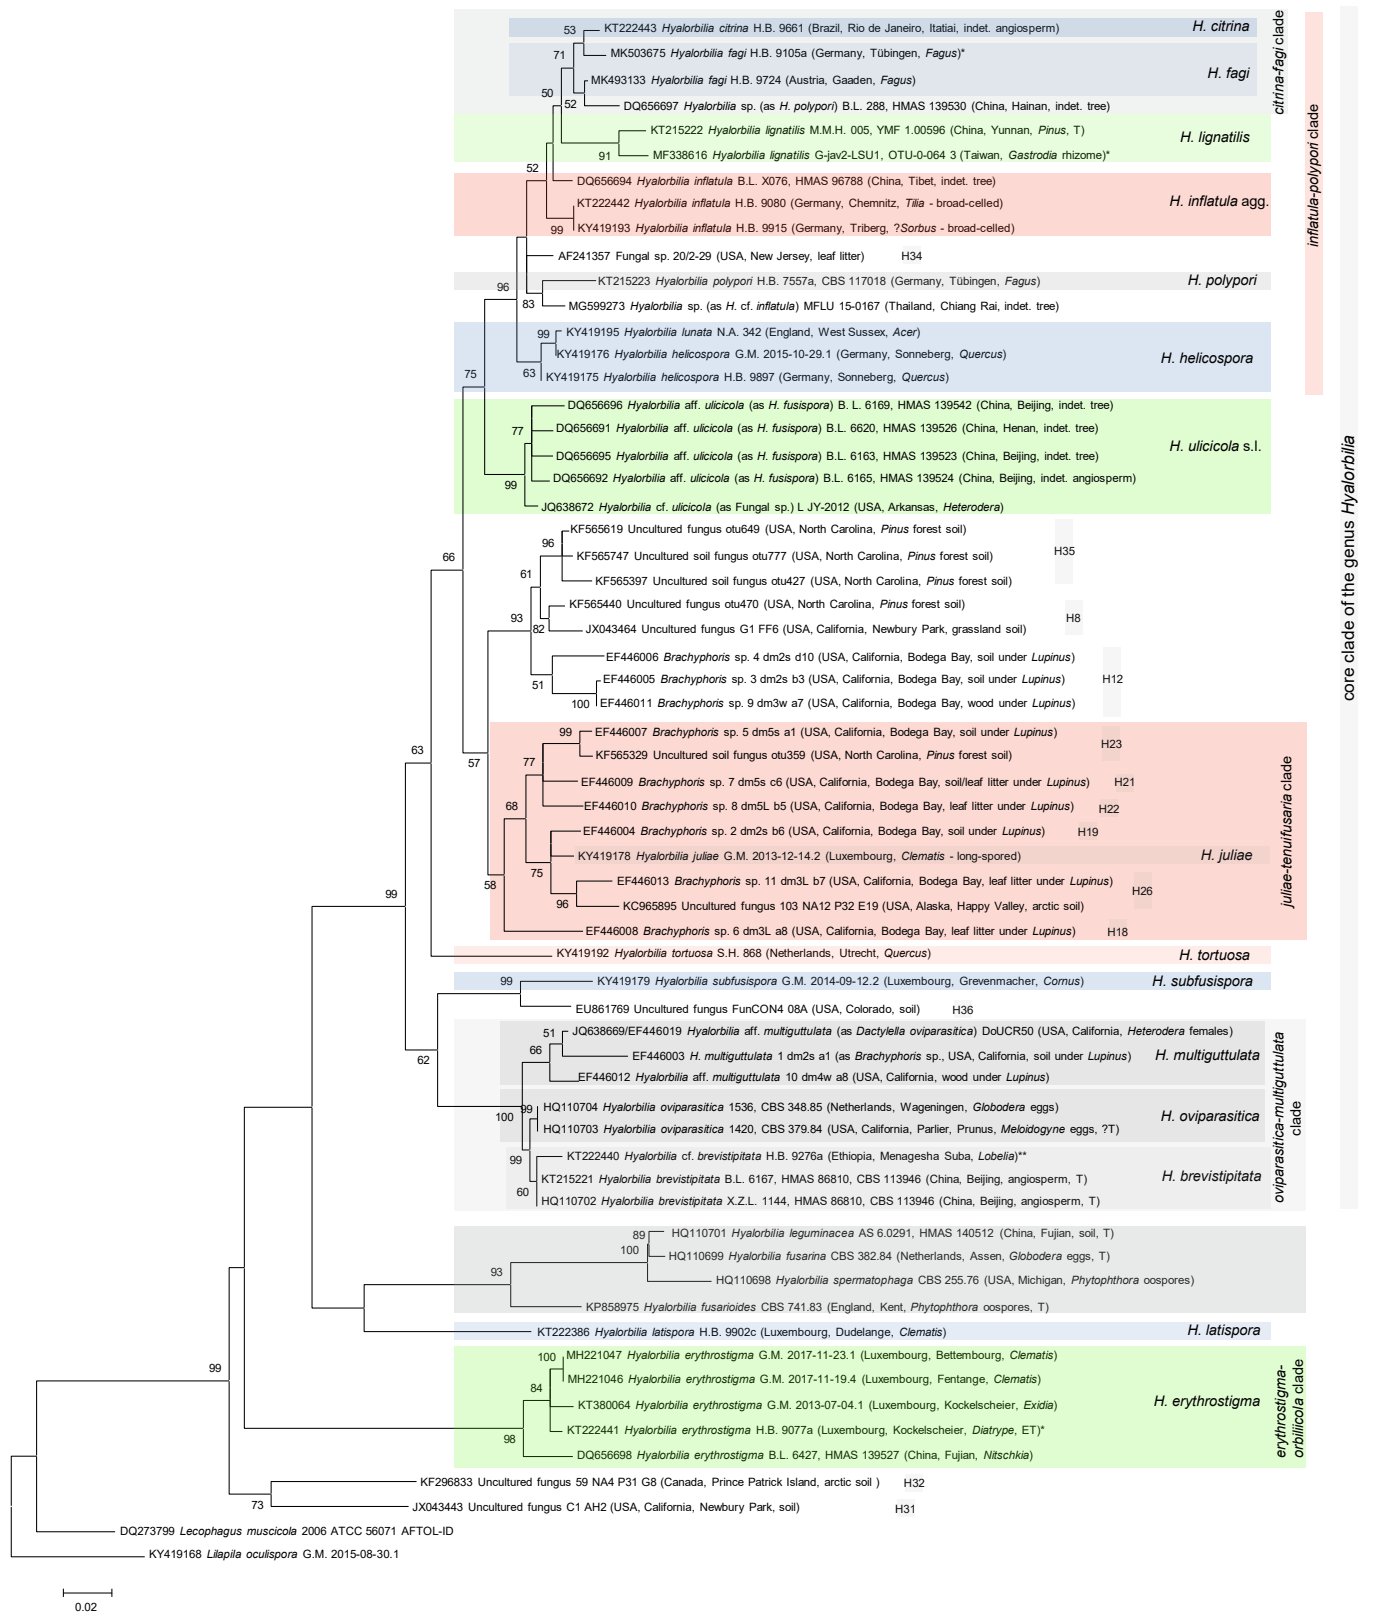 53
KT222443 Hyalorbilia citrina H.B. 9661 (Brazil, Rio de Janeiro, Itatiai, indet. angiosperm)
H. citrina
71
MK503675 Hyalorbilia fagi H.B. 9105a (Germany, Tübingen, Fagus)*
H. fagi
MK493133 Hyalorbilia fagi H.B. 9724 (Austria, Gaaden, Fagus)
citrina-fagi clade
50
52
DQ656697 Hyalorbilia sp. (as H. polypori) B.L. 288, HMAS 139530 (China, Hainan, indet. tree)
KT215222 Hyalorbilia lignatilis M.M.H. 005, YMF 1.00596 (China, Yunnan, Pinus, T)
H. lignatilis
91
MF338616 Hyalorbilia lignatilis G-jav2-LSU1, OTU-0-064 3 (Taiwan, Gastrodia rhizome)*
inflatula-polypori clade
52
DQ656694 Hyalorbilia inflatula B.L. X076, HMAS 96788 (China, Tibet, indet. tree)
KT222442 Hyalorbilia inflatula H.B. 9080 (Germany, Chemnitz, Tilia - broad-celled)
H. inflatula agg.
99
KY419193 Hyalorbilia inflatula H.B. 9915 (Germany, Triberg, ?Sorbus - broad-celled)
AF241357 Fungal sp. 20/2-29 (USA, New Jersey, leaf litter)
H34
KT215223 Hyalorbilia polypori H.B. 7557a, CBS 117018 (Germany, Tübingen, Fagus)
H. polypori
96
83
MG599273 Hyalorbilia sp. (as H. cf. inflatula) MFLU 15-0167 (Thailand, Chiang Rai, indet. tree)
99
KY419195 Hyalorbilia lunata N.A. 342 (England, West Sussex, Acer)
KY419176 Hyalorbilia helicospora G.M. 2015-10-29.1 (Germany, Sonneberg, Quercus)
H. helicospora
75
63
KY419175 Hyalorbilia helicospora H.B. 9897 (Germany, Sonneberg, Quercus)
DQ656696 Hyalorbilia aff. ulicicola (as H. fusispora) B. L. 6169, HMAS 139542 (China, Beijing, indet. tree)
77
DQ656691 Hyalorbilia aff. ulicicola (as H. fusispora) B.L. 6620, HMAS 139526 (China, Henan, indet. tree)
H. ulicicola s.l.
DQ656695 Hyalorbilia aff. ulicicola (as H. fusispora) B.L. 6163, HMAS 139523 (China, Beijing, indet. tree)
DQ656692 Hyalorbilia aff. ulicicola (as H. fusispora) B.L. 6165, HMAS 139524 (China, Beijing, indet. angiosperm)
99
JQ638672 Hyalorbilia cf. ulicicola (as Fungal sp.) L JY-2012 (USA, Arkansas, Heterodera)
core clade of the genus Hyalorbilia
KF565619 Uncultured fungus otu649 (USA, North Carolina, Pinus forest soil)
96
H35
KF565747 Uncultured soil fungus otu777 (USA, North Carolina, Pinus forest soil)
66
61
KF565397 Uncultured soil fungus otu427 (USA, North Carolina, Pinus forest soil)
KF565440 Uncultured fungus otu470 (USA, North Carolina, Pinus forest soil)
93
H8
82
JX043464 Uncultured fungus G1 FF6 (USA, California, Newbury Park, grassland soil)
EF446006 Brachyphoris sp. 4 dm2s d10 (USA, California, Bodega Bay, soil under Lupinus)
51
EF446005 Brachyphoris sp. 3 dm2s b3 (USA, California, Bodega Bay, soil under Lupinus)
H12
100
EF446011 Brachyphoris sp. 9 dm3w a7 (USA, California, Bodega Bay, wood under Lupinus)
99
EF446007 Brachyphoris sp. 5 dm5s a1 (USA, California, Bodega Bay, soil under Lupinus)
H23
63
KF565329 Uncultured soil fungus otu359 (USA, North Carolina, Pinus forest soil)
57
77
EF446009 Brachyphoris sp. 7 dm5s c6 (USA, California, Bodega Bay, soil/leaf litter under Lupinus)
H21
68
EF446010 Brachyphoris sp. 8 dm5L b5 (USA, California, Bodega Bay, leaf litter under Lupinus)
H22
juliae-tenuifusaria clade
EF446004 Brachyphoris sp. 2 dm2s b6 (USA, California, Bodega Bay, soil under Lupinus)
H19
KY419178 Hyalorbilia juliae G.M. 2013-12-14.2 (Luxembourg, Clematis - long-spored)
H. juliae
75
58
EF446013 Brachyphoris sp. 11 dm3L b7 (USA, California, Bodega Bay, leaf litter under Lupinus)
H26
99
96
KC965895 Uncultured fungus 103 NA12 P32 E19 (USA, Alaska, Happy Valley, arctic soil)
EF446008 Brachyphoris sp. 6 dm3L a8 (USA, California, Bodega Bay, leaf litter under Lupinus)
H18
KY419192 Hyalorbilia tortuosa S.H. 868 (Netherlands, Utrecht, Quercus)
H. tortuosa
99
KY419179 Hyalorbilia subfusispora G.M. 2014-09-12.2 (Luxembourg, Grevenmacher, Cornus)
H. subfusispora
EU861769 Uncultured fungus FunCON4 08A (USA, Colorado, soil)
H36
51
JQ638669/EF446019 Hyalorbilia aff. multiguttulata (as Dactylella oviparasitica) DoUCR50 (USA, California, Heterodera females)
62
66
EF446003 H. multiguttulata 1 dm2s a1 (as Brachyphoris sp., USA, California, soil under Lupinus)
H. multiguttulata
EF446012 Hyalorbilia aff. multiguttulata 10 dm4w a8 (USA, California, wood under Lupinus)
oviparasitica-multiguttulata
clade
99
HQ110704 Hyalorbilia oviparasitica 1536, CBS 348.85 (Netherlands, Wageningen, Globodera eggs)
100
H. oviparasitica
HQ110703 Hyalorbilia oviparasitica 1420, CBS 379.84 (USA, California, Parlier, Prunus, Meloidogyne eggs, ?T)
99
KT222440 Hyalorbilia cf. brevistipitata H.B. 9276a (Ethiopia, Menagesha Suba, Lobelia)**
KT215221 Hyalorbilia brevistipitata B.L. 6167, HMAS 86810, CBS 113946 (China, Beijing, angiosperm, T)
H. brevistipitata
60
HQ110702 Hyalorbilia brevistipitata X.Z.L. 1144, HMAS 86810, CBS 113946 (China, Beijing, angiosperm, T)
89
HQ110701 Hyalorbilia leguminacea AS 6.0291, HMAS 140512 (China, Fujian, soil, T)
100
HQ110699 Hyalorbilia fusarina CBS 382.84 (Netherlands, Assen, Globodera eggs, T)
93
HQ110698 Hyalorbilia spermatophaga CBS 255.76 (USA, Michigan, Phytophthora oospores)
KP858975 Hyalorbilia fusarioides CBS 741.83 (England, Kent, Phytophthora oospores, T)
KT222386 Hyalorbilia latispora H.B. 9902c (Luxembourg, Dudelange, Clematis)
H. latispora
100
MH221047 Hyalorbilia erythrostigma G.M. 2017-11-23.1 (Luxembourg, Bettembourg, Clematis)
99
MH221046 Hyalorbilia erythrostigma G.M. 2017-11-19.4 (Luxembourg, Fentange, Clematis)
84
KT380064 Hyalorbilia erythrostigma G.M. 2013-07-04.1 (Luxembourg, Kockelscheier, Exidia)
H. erythrostigma
erythrostigma-
orbiliicola clade
KT222441 Hyalorbilia erythrostigma H.B. 9077a (Luxembourg, Kockelscheier, Diatrype, ET)*
98
DQ656698 Hyalorbilia erythrostigma B.L. 6427, HMAS 139527 (China, Fujian, Nitschkia)
KF296833 Uncultured fungus 59 NA4 P31 G8 (Canada, Prince Patrick Island, arctic soil )
H32
73
JX043443 Uncultured fungus C1 AH2 (USA, California, Newbury Park, soil)
H31
DQ273799 Lecophagus muscicola 2006 ATCC 56071 AFTOL-ID
KY419168 Lilapila oculispora G.M. 2015-08-30.1
0.02